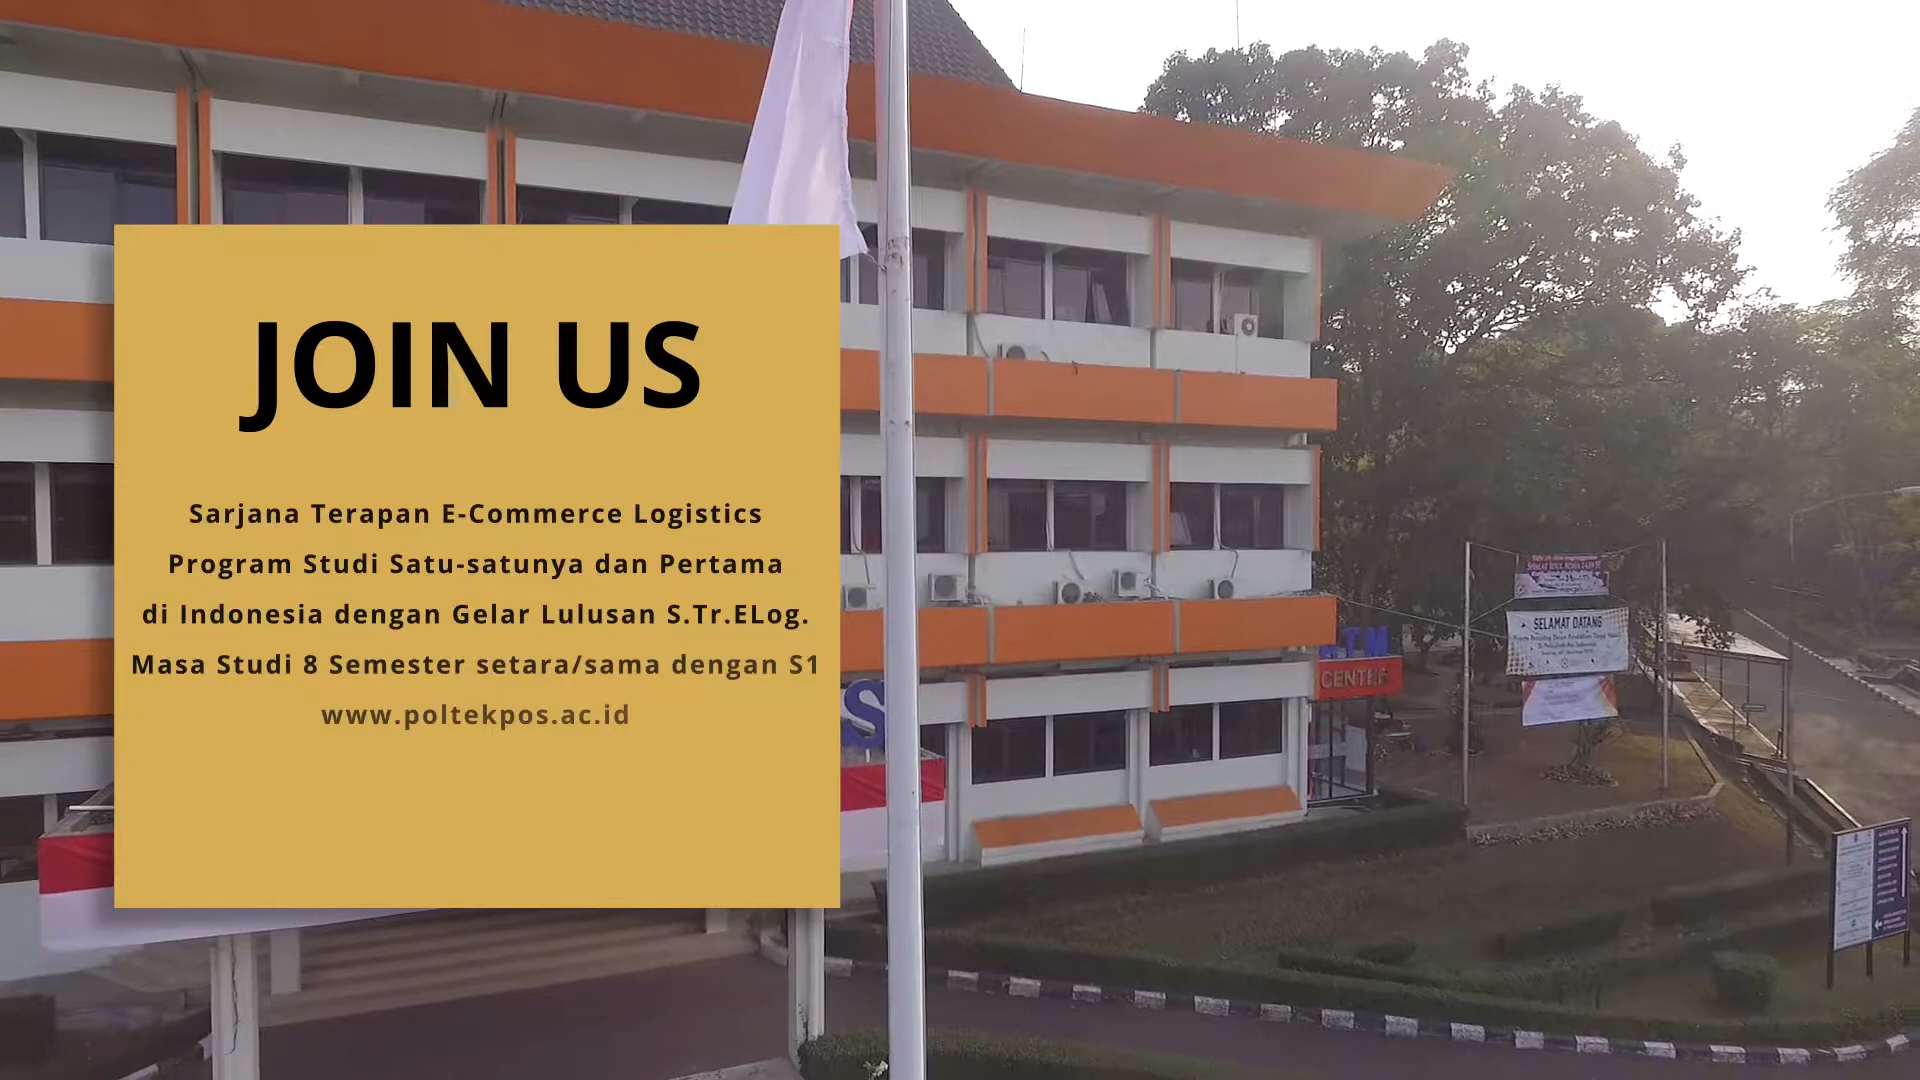 JOIN US
Sarjana Terapan E-Commerce Logistics
Program Studi Satu-satunya dan Pertama
di Indonesia dengan Gelar Lulusan S.Tr.ELog.
Masa Studi 8 Semester setara/sama dengan S1
www.poltekpos.ac.id
S
ATM
CENTER
SELAMAT DATANG